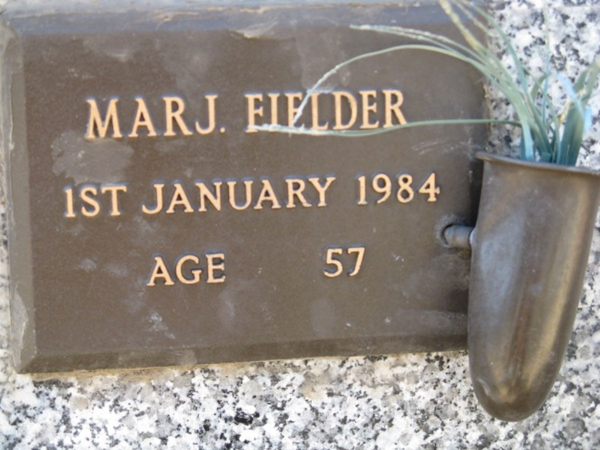 MARJ. FIELDER
1ST JANUARY 1984
AGE 57